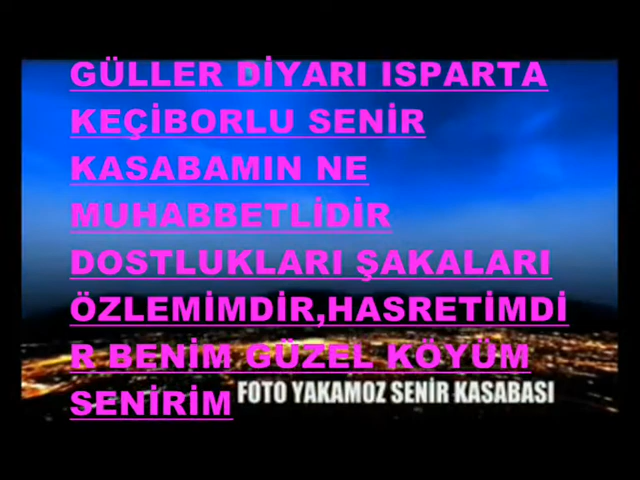 GÜLLER DİYARI ISPARTA
KEÇİBORLU SENİR
KASABAMIN NE
MUHABBETLİDİR
DOSTLUKLARI ŞAKALARI
ÖZLEMİMDİR,HASRETİMDİ
R BENİM GÜZEL KÖYÜM
SENİRİM
FOTO YAKAMOZ SENİR KASABASI